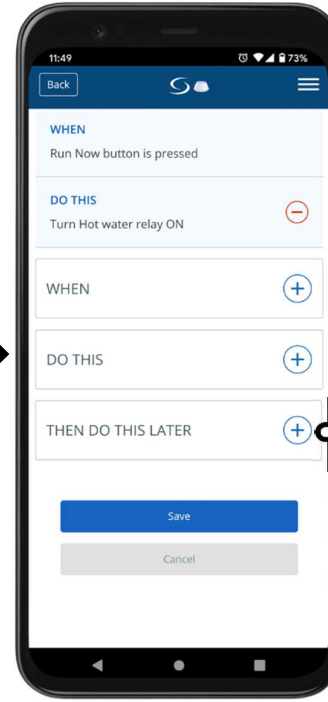 11:49
73%
Back
WHEN
Run Now button is pressed
DO THIS
Turn Hot water relay ON
WHEN
DO THIS
THEN DO THIS LATER
Save
Cancel